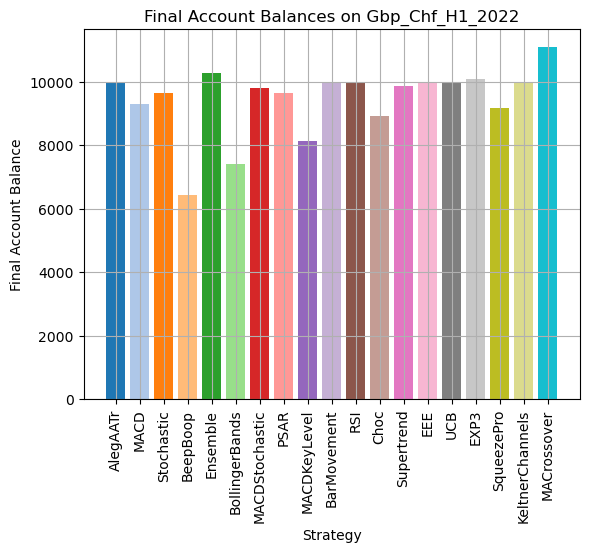 Final Account Balances on Gbp_Chf_H1_2022
Final Account Balance
10000
8000
6000
4000
2000
0
AlegAATr
MACD
Stochastic
BeepBoop
Ensemble
BollingerBands
MACDStochastic
PSAR
MACDKeyLevel
BarMovement
RSI
Choc
Supertrend
EEE
UCB
EXP3
SqueezePro
KeltnerChannels
MACrossover
Strategy